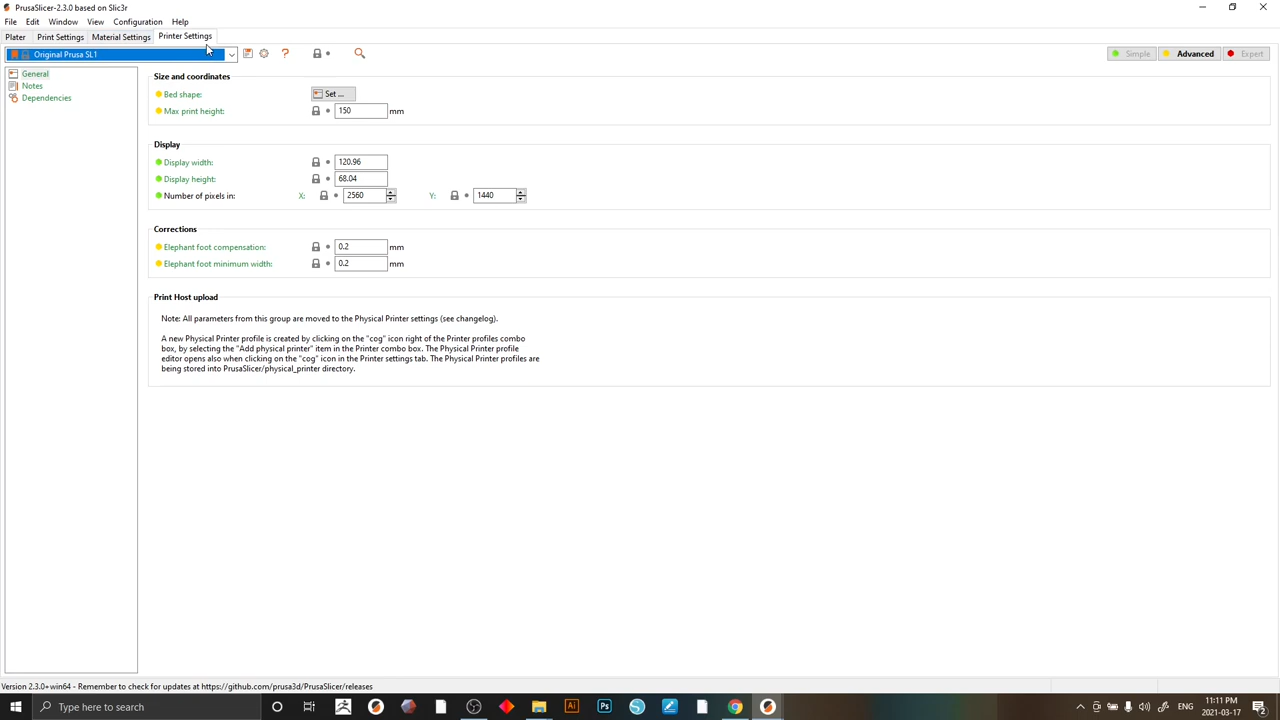 PrusaSlicer-2.3.0 based on Slic3r
File Edit Window View Configuration Help
Plater Print Settings Material Settings Printer Settings
Original Prusa SL1 Simple Advanced Expert
General
Notes
Dependencies
Size and coordinates
Bed shape: Set ...
Max print height: 150 mm
Display
Display width: 120.96
Display height: 68.04
Number of pixels in: X: 2560 Y: 1440
Corrections
Elephant foot compensation: 0.2 mm
Elephant foot minimum width: 0.2 mm
Print Host upload
Note: All parameters from this group are moved to the Physical Printer settings (see changelog).
A new Physical Printer profile is created by clicking on the "cog" icon right of the Printer profiles combo
box, by selecting the "Add physical printer" item in the Printer combo box. The Physical Printer profile
editor opens also when clicking on the "cog" icon in the Printer settings tab. The Physical Printer profiles are
being stored into PrusaSlicer/physical_printer directory.
Version 2.3.0+win64 - Remember to check for updates at https://github.com/prusa3d/PrusaSlicer/releases
Type here to search Ai Ps ENG 11:11 PM
2021-03-17 2